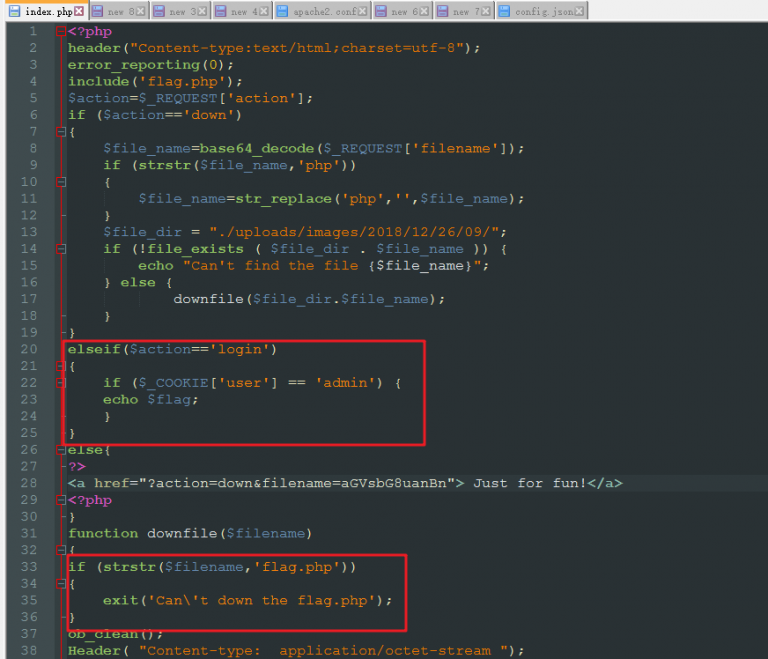 index.php new 8 new 3 new 4 apache2.conf new 6 new 7 config.json
1 <?php
2 header("Content-type:text/html;charset=utf-8");
3 error_reporting(0);
4 include('flag.php');
5 $action=$_REQUEST['action'];
6 if ($action=='down')
7 {
8 $file_name=base64_decode($_REQUEST['filename']);
9 if (strstr($file_name,'php'))
10 {
11 $file_name=str_replace('php','',$file_name);
12 }
13 $file_dir = "./uploads/images/2018/12/26/09/";
14 if (!file_exists ( $file_dir . $file_name )) {
15 echo "Can't find the file {$file_name}";
16 } else {
17 downfile($file_dir.$file_name);
18 }
19 }
20 elseif($action=='login')
21 {
22 if ($_COOKIE['user'] == 'admin') {
23 echo $flag;
24 }
25 }
26 else{
27 ?>
28 <a href="?action=down&filename=aGVsbG8uanBn"> Just for fun!</a>
29 <?php
30 }
31 function downfile($filename)
32 {
33 if (strstr($filename,'flag.php'))
34 {
35 exit('Can\'t down the flag.php');
36 }
37 ob_clean();
38 Header( "Content-type:  application/octet-stream ");